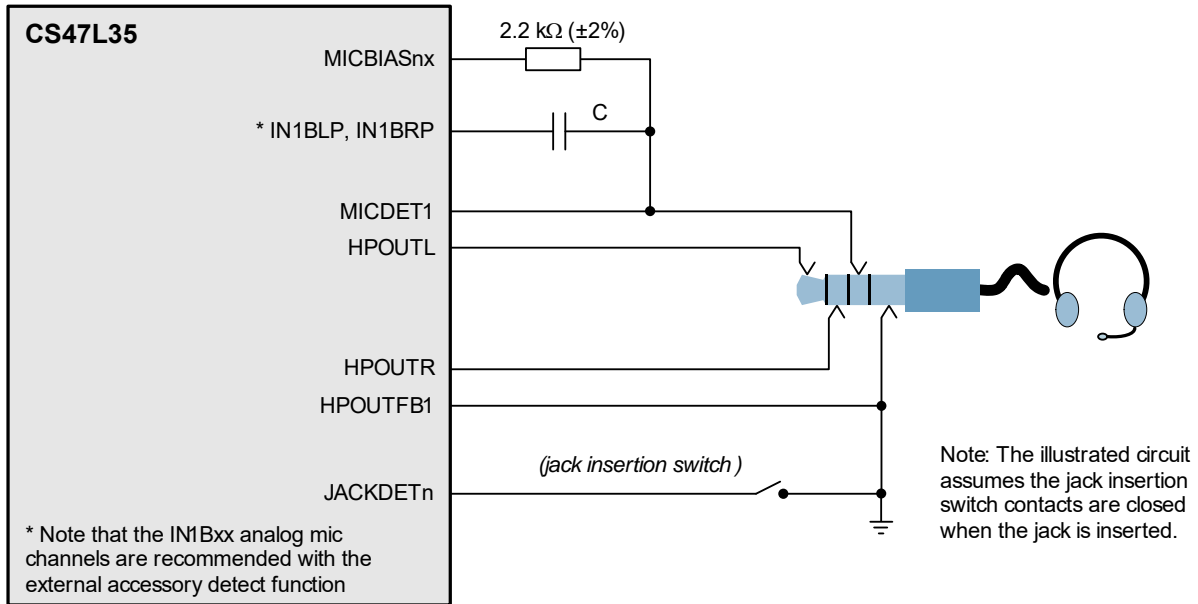 CS47L35
2.2 kΩ (±2%)
MICBIASnx
C
* IN1BLP, IN1BRP
MICDET1
HPOUTL
HPOUTR
HPOUTFB1
(jack insertion switch)
JACKDETn
Note: The illustrated circuit
assumes the jack insertion
switch contacts are closed
when the jack is inserted.
* Note that the IN1Bxx analog mic
channels are recommended with the
external accessory detect function